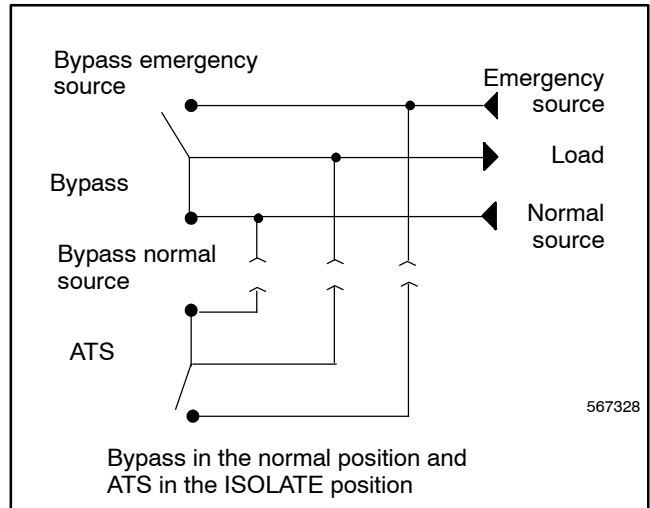 Bypass emergency
source
Emergency
source
Load
Bypass
Normal
source
Bypass normal
source
ATS
567328
Bypass in the normal position and
ATS in the ISOLATE position